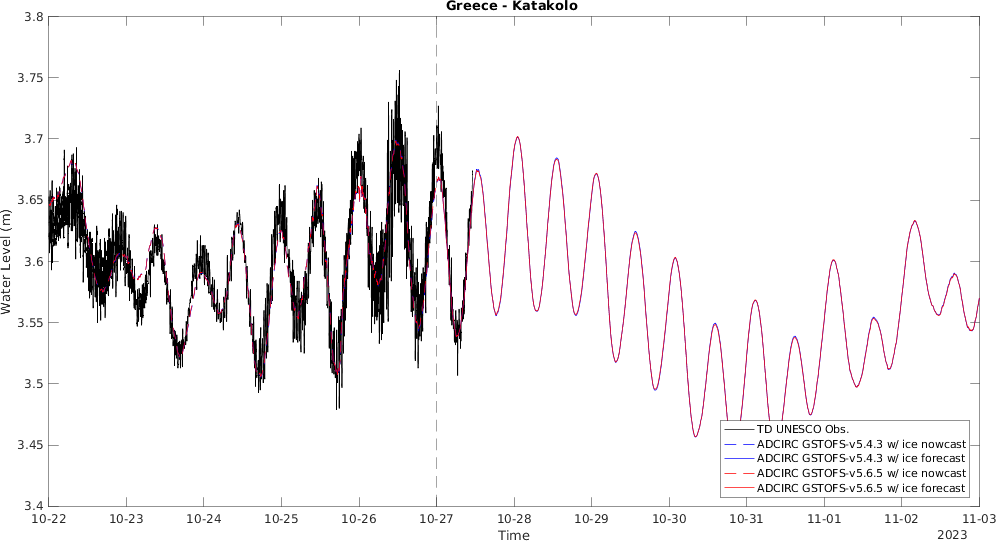 Greece - Katakolo
3.8
3.75
3.7
3.65
3.6
3.55
3.5
3.45
3.4
Water Level (m)
TD UNESCO Obs.
ADCIRC GSTOFS-v5.4.3 w/ ice nowcast
ADCIRC GSTOFS-v5.4.3 w/ ice forecast
ADCIRC GSTOFS-v5.6.5 w/ ice nowcast
ADCIRC GSTOFS-v5.6.5 w/ ice forecast
10-22 10-23 10-24 10-25 10-26 10-27 10-28 10-29 10-30 10-31 11-01 11-02 11-03
Time
2023